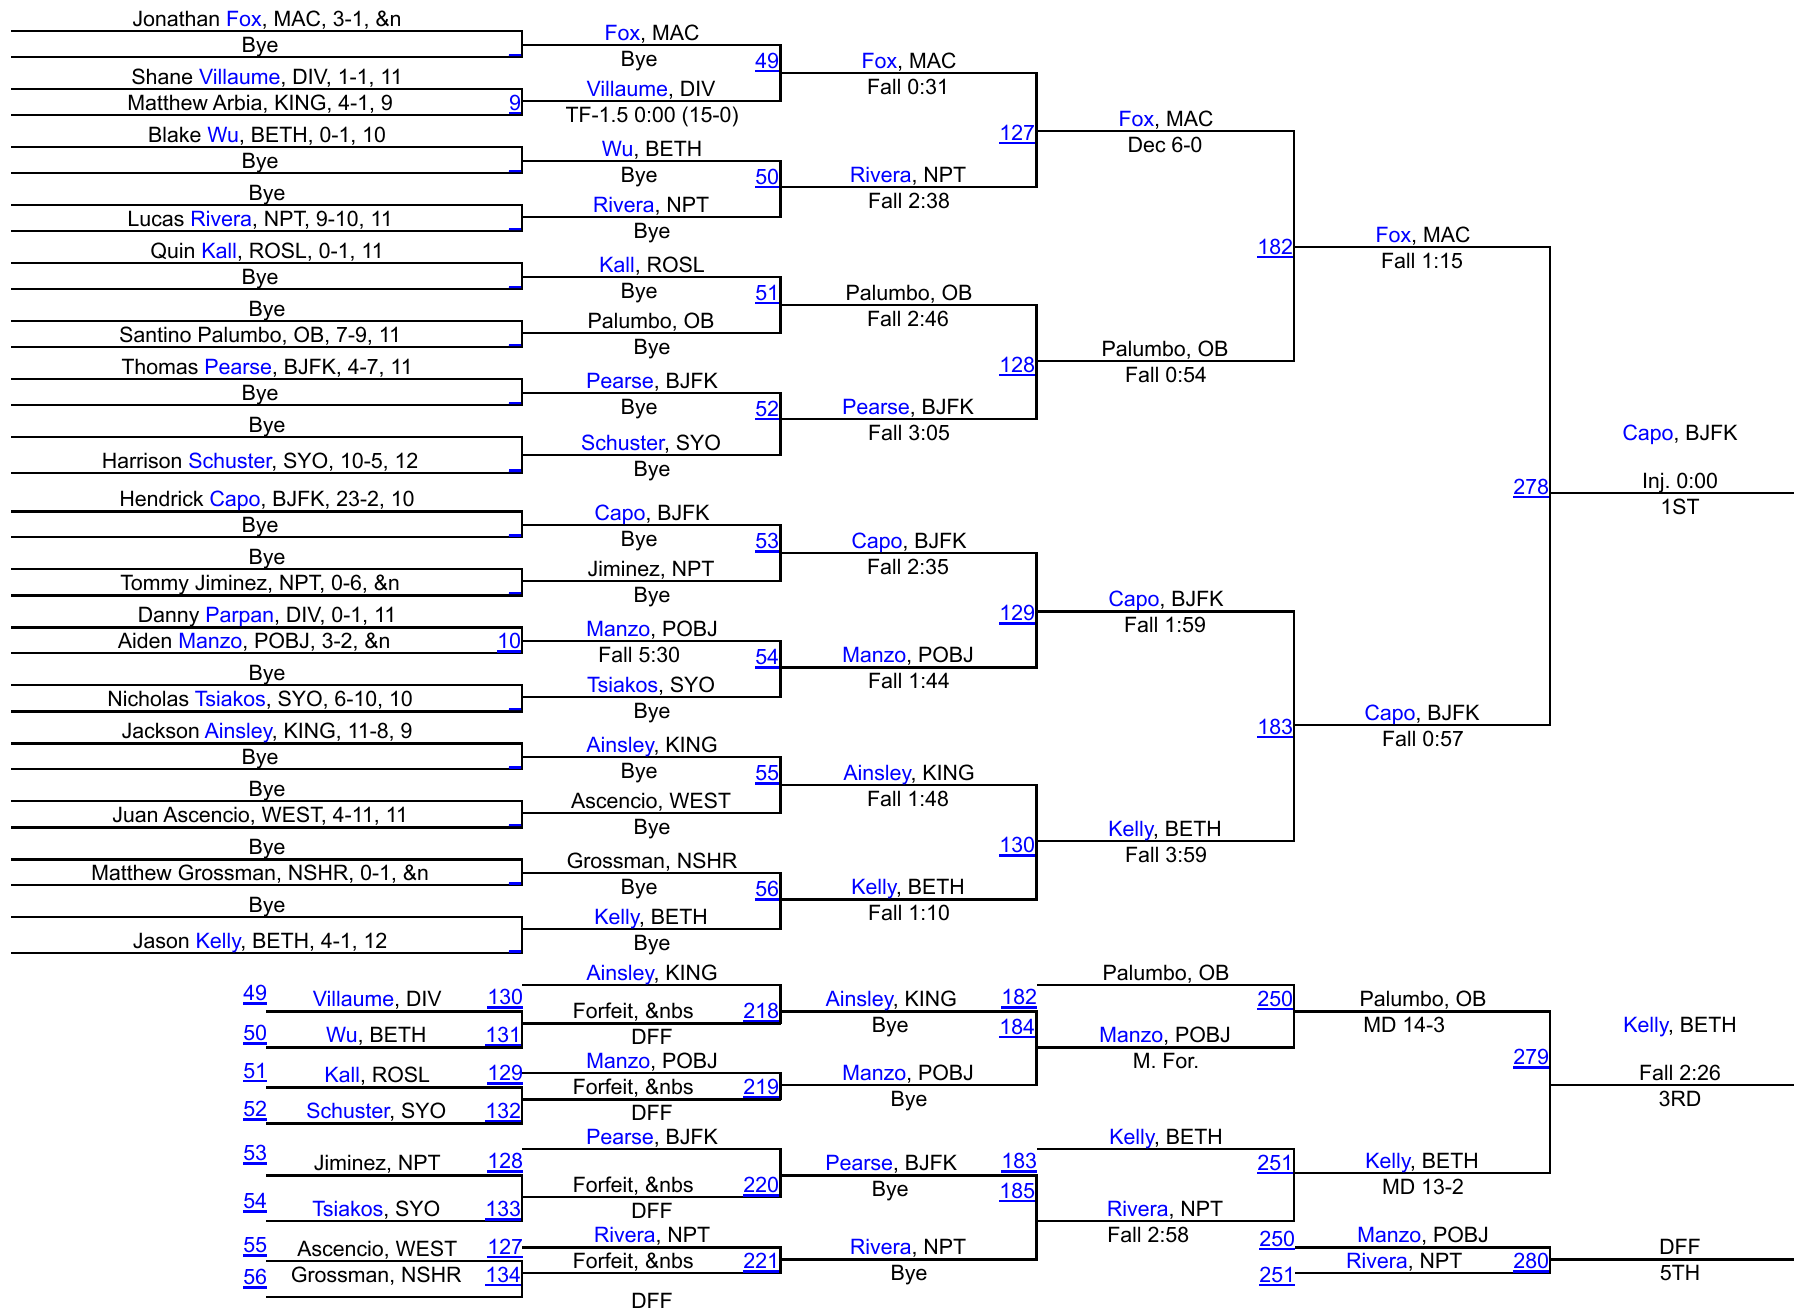 Jonathan Fox, MAC, 3-1, &n
Bye
Shane Villaume, DIV, 1-1, 11
Matthew Arbia, KING, 4-1, 9
9
Blake Wu, BETH, 0-1, 10
Bye
Bye
Lucas Rivera, NPT, 9-10, 11
Quin Kall, ROSL, 0-1, 11
Bye
Bye
Santino Palumbo, OB, 7-9, 11
Thomas Pearse, BJFK, 4-7, 11
Bye
Bye
Harrison Schuster, SYO, 10-5, 12
Hendrick Capo, BJFK, 23-2, 10
Bye
Bye
Tommy Jiminez, NPT, 0-6, &n
Danny Parpan, DIV, 0-1, 11
Aiden Manzo, POBJ, 3-2, &n
10
Bye
Nicholas Tsiakos, SYO, 6-10, 10
Jackson Ainsley, KING, 11-8, 9
Bye
Bye
Juan Ascencio, WEST, 4-11, 11
Bye
Matthew Grossman, NSHR, 0-1, &n
Bye
Jason Kelly, BETH, 4-1, 12
Fox, MAC
Bye
49
Villaume, DIV
TF-1.5 0:00 (15-0)
Wu, BETH
Bye
50
Rivera, NPT
Bye
Kall, ROSL
Bye
51
Palumbo, OB
Bye
Pearse, BJFK
Bye
52
Schuster, SYO
Bye
Capo, BJFK
Bye
53
Jiminez, NPT
Bye
Manzo, POBJ
Fall 5:30
54
Tsiakos, SYO
Bye
Ainsley, KING
Bye
55
Ascencio, WEST
Bye
Grossman, NSHR
Bye
56
Kelly, BETH
Bye
Fox, MAC
Fall 0:31
127
Rivera, NPT
Fall 2:38
Palumbo, OB
Fall 2:46
128
Pearse, BJFK
Fall 3:05
Capo, BJFK
Fall 2:35
129
Manzo, POBJ
Fall 1:44
Ainsley, KING
Fall 1:48
130
Kelly, BETH
Fall 1:10
Fox, MAC
Dec 6-0
182
Palumbo, OB
Fall 0:54
Capo, BJFK
Fall 1:59
183
Kelly, BETH
Fall 3:59
Fox, MAC
Fall 1:15
278
Capo, BJFK
Fall 0:57
Capo, BJFK
Inj. 0:00
1ST
49
Villaume, DIV
130
50
Wu, BETH
131
51
Kall, ROSL
129
52
Schuster, SYO
132
53
Jiminez, NPT
128
54
Tsiakos, SYO
133
55
Ascencio, WEST
127
56
Grossman, NSHR
134
Ainsley, KING
Forfeit, &nbs
218
DFF
Manzo, POBJ
Forfeit, &nbs
219
DFF
Pearse, BJFK
Forfeit, &nbs
220
DFF
Rivera, NPT
Forfeit, &nbs
221
DFF
Ainsley, KING
Bye
182
184
Manzo, POBJ
Bye
Pearse, BJFK
Bye
183
185
Rivera, NPT
Bye
Palumbo, OB
250
Manzo, POBJ
M. For.
Kelly, BETH
251
Rivera, NPT
Fall 2:58
Palumbo, OB
MD 14-3
279
Kelly, BETH
MD 13-2
250
Manzo, POBJ
251
Rivera, NPT
280
Kelly, BETH
Fall 2:26
3RD
DFF
5TH